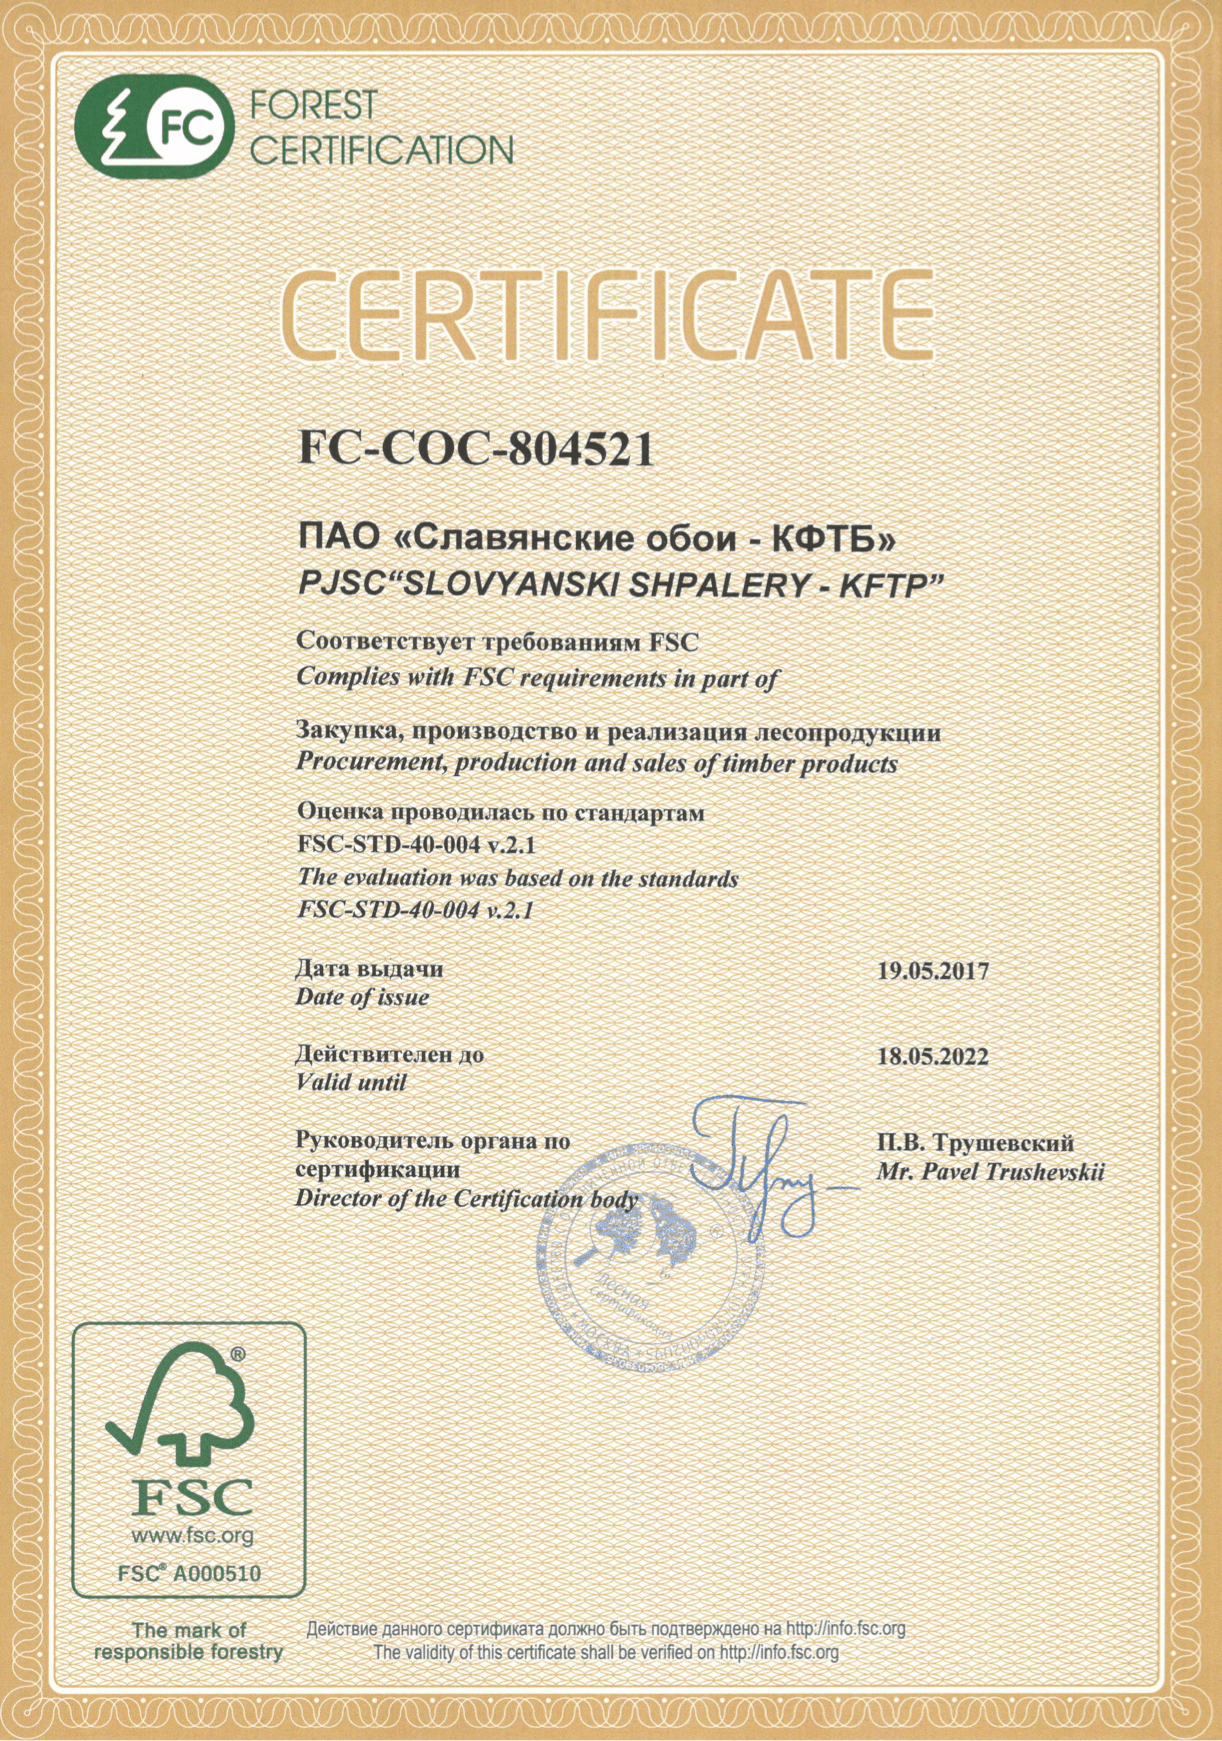 FC
FOREST
CERTIFICATION
CERTIFICATE
FC-COC-804521
ПАО «Славянские обои - КФТБ»
PJSC“SLOVYANSKI SHPALERY - KFTP”
Соответствует требованиям FSC
Complies with FSC requirements in part of
Закупка, производство и реализация лесопродукции
Procurement, production and sales of timber products
Оценка проводилась по стандартам
FSC-STD-40-004 v.2.1
The evaluation was based on the standards
FSC-STD-40-004 v.2.1
Дата выдачи 19.05.2017
Date of issue
Действителен до 18.05.2022
Valid until
Руководитель органа по П.В. Трушевский
сертификации Mr. Pavel Trushevskii
Director of the Certification body
Лесная
сертификация
МОСКВА
®
FSC
www.fsc.org
FSC® A000510
The mark of
responsible forestry
Действие данного сертификата должно быть подтверждено на http://info.fsc.org
The validity of this certificate shall be verified on http://info.fsc.org